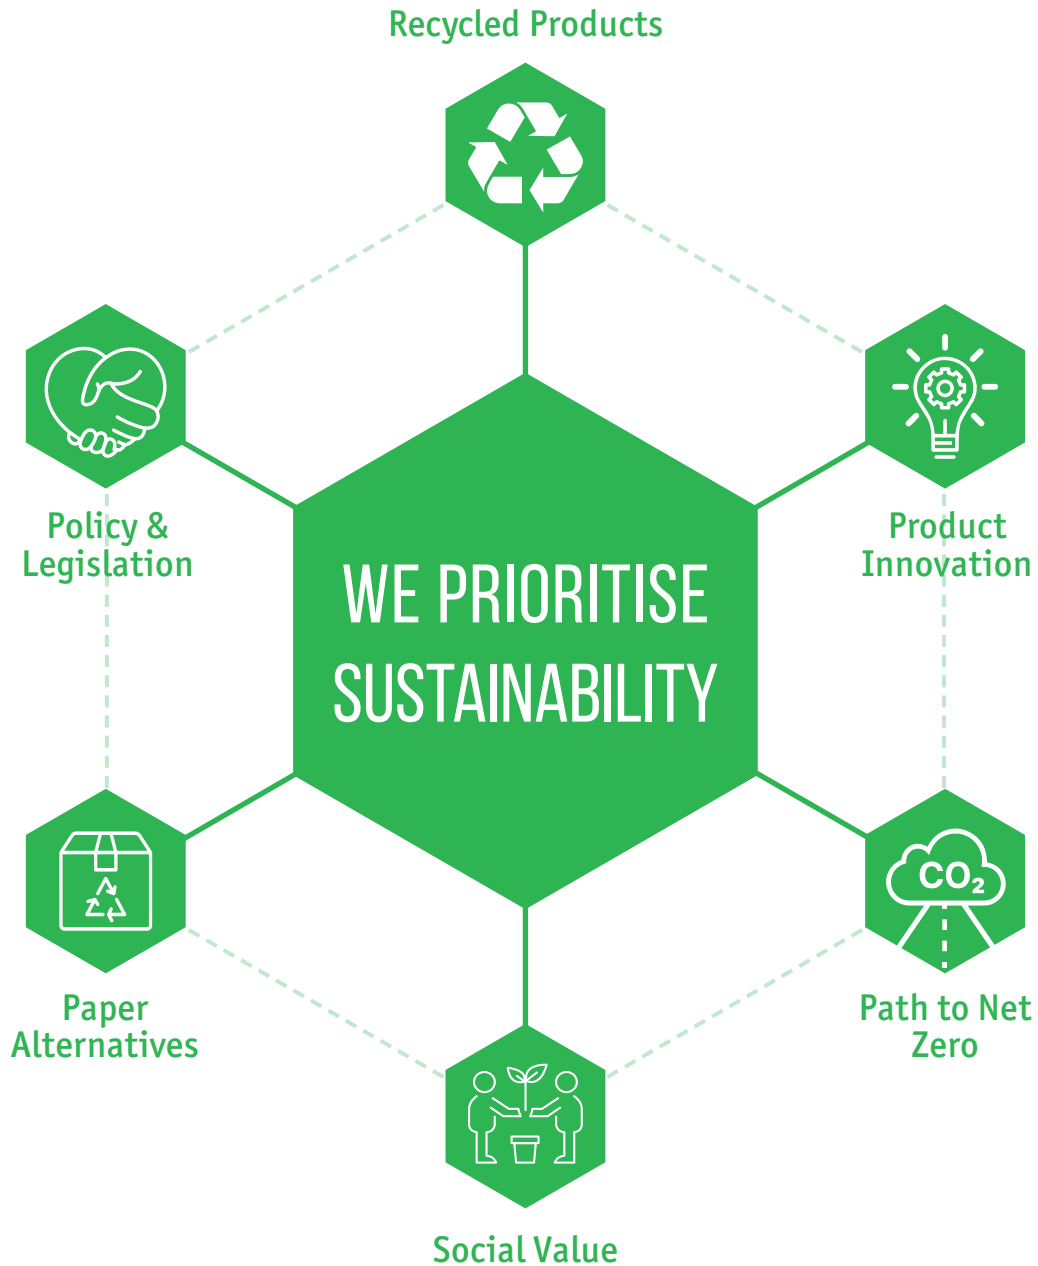 Recycled Products
Policy &
Legislation
Product
Innovation
WE PRIORITISE
SUSTAINABILITY
CO₂
Paper
Alternatives
Path to Net
Zero
Social Value